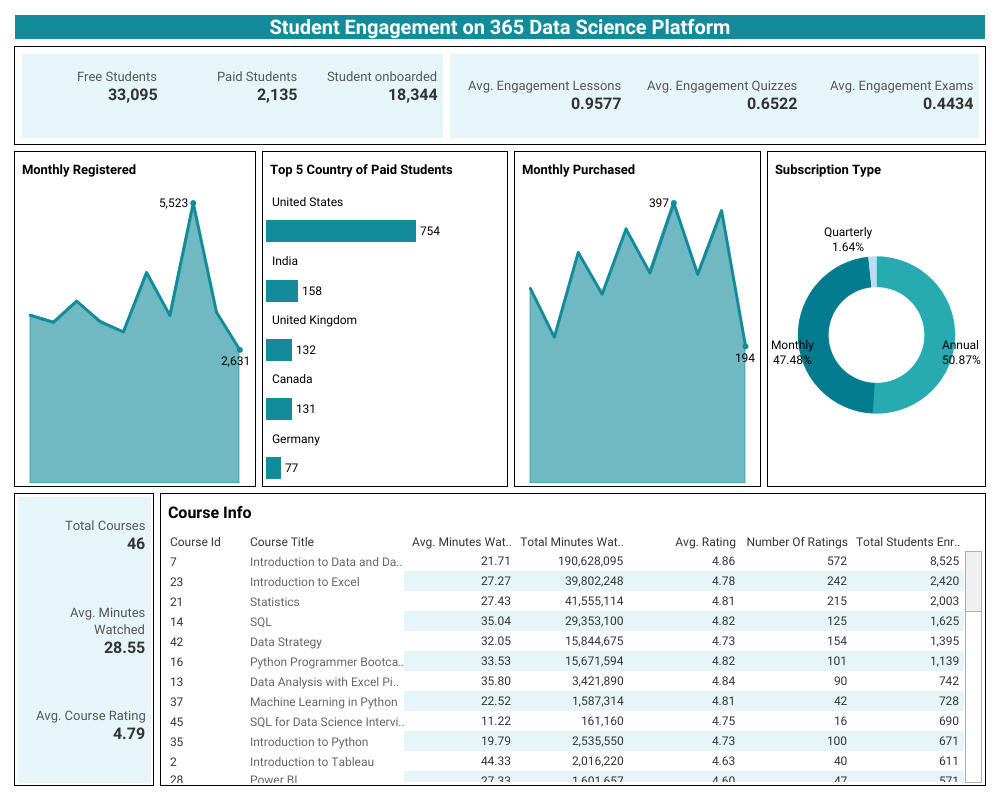 Student Engagement on 365 Data Science Platform
Free Students Paid Students Student onboarded
33,095 2,135 18,344
Avg. Engagement Lessons Avg. Engagement Quizzes Avg. Engagement Exams
0.9577 0.6522 0.4434
Monthly Registered
5,523
2,631
Top 5 Country of Paid Students
United States
754
India
158
United Kingdom
132
Canada
131
Germany
77
Monthly Purchased
397
194
Subscription Type
Quarterly
1.64%
Monthly
47.48%
Annual
50.87%
Total Courses
46
Avg. Minutes
Watched
28.55
Avg. Course Rating
4.79
Course Info
Course Id Course Title Avg. Minutes Wat.. Total Minutes Wat.. Avg. Rating Number Of Ratings Total Students Enr..
7 Introduction to Data and Da.. 21.71 190,628,095 4.86 572 8,525
23 Introduction to Excel 27.27 39,802,248 4.78 242 2,420
21 Statistics 27.43 41,555,114 4.81 215 2,003
14 SQL 35.04 29,353,100 4.82 125 1,625
42 Data Strategy 32.05 15,844,675 4.73 154 1,395
16 Python Programmer Bootca.. 33.53 15,671,594 4.82 101 1,139
13 Data Analysis with Excel Pi.. 35.80 3,421,890 4.84 90 742
37 Machine Learning in Python 22.52 1,587,314 4.81 42 728
45 SQL for Data Science Intervi.. 11.22 161,160 4.75 16 690
35 Introduction to Python 19.79 2,535,550 4.73 100 671
2 Introduction to Tableau 44.33 2,016,220 4.63 40 611
28 Power BI 27.33 1,601,657 4.60 47 571